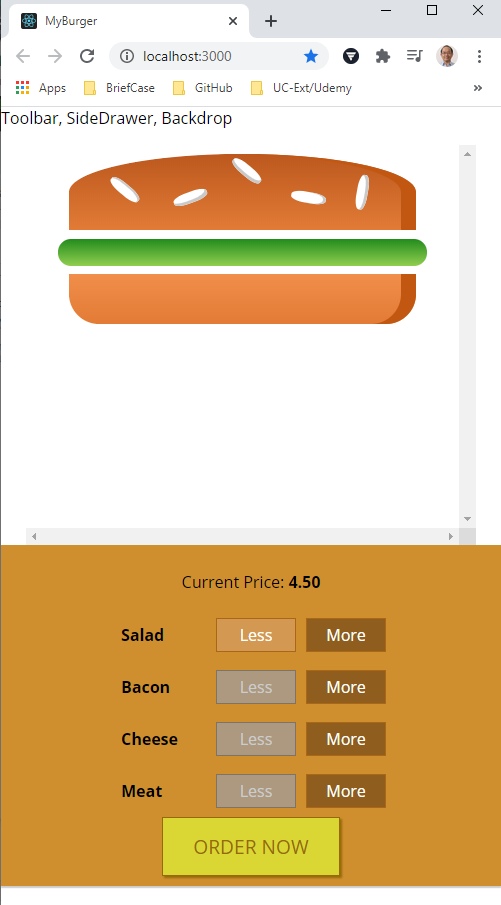 MyBurger
localhost:3000
Apps BriefCase GitHub UC-Ext/Udemy »
Toolbar, SideDrawer, Backdrop
Current Price: 4.50
Salad Less More
Bacon Less More
Cheese Less More
Meat Less More
ORDER NOW